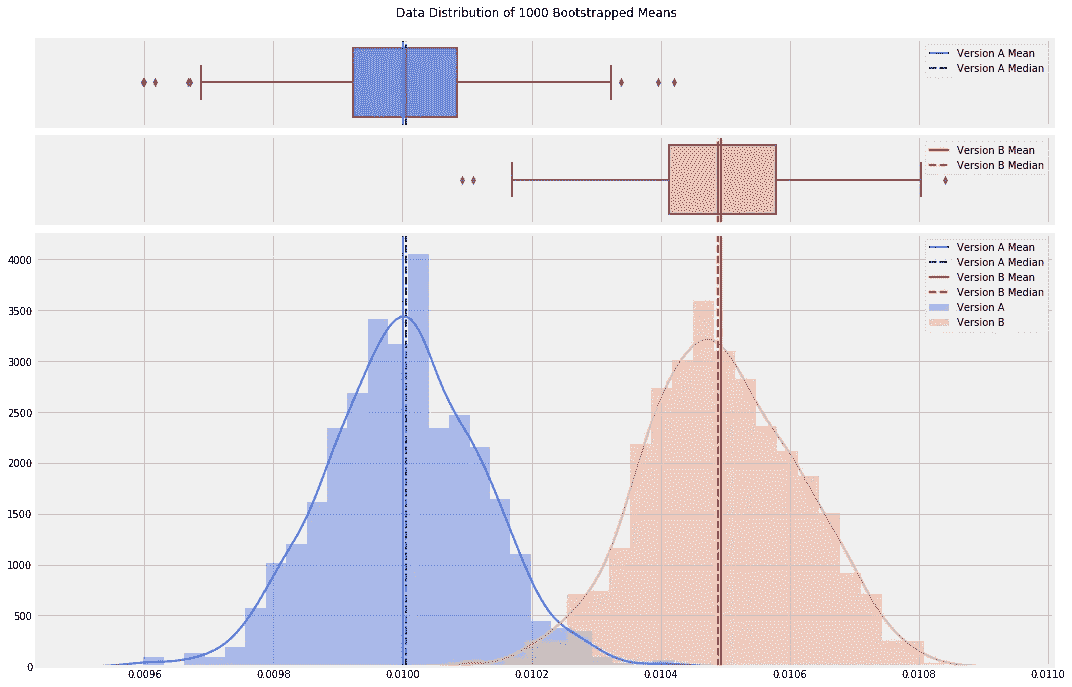 Data Distribution of 1000 Bootstrapped Means
Version A Mean
Version A Median
Version B Mean
Version B Median
Version A Mean
Version A Median
Version B Mean
Version B Median
Version A
Version B
4000
3500
3000
2500
2000
1500
1000
500
0
0.0096 0.0098 0.0100 0.0102 0.0104 0.0106 0.0108 0.0110